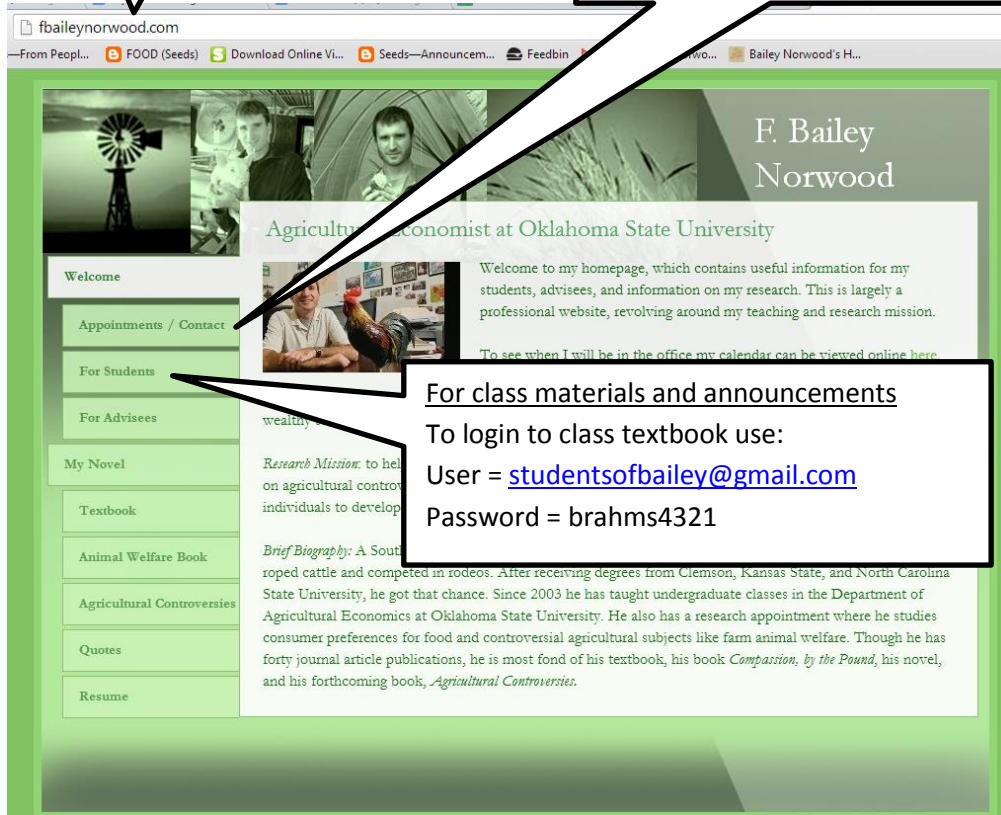 fbaileynorwood.com
—From Peopl... FOOD (Seeds) Download Online Vi... Seeds—Announcem... Feedbin Bailey Norwood's H...
F. Bailey
Norwood
Agricultu Economist at Oklahoma State University
Welcome
Appointments / Contact
For Students
For Advisees
My Novel
Textbook
Animal Welfare Book
Agricultural Controversies
Quotes
Resume
Welcome to my homepage, which contains useful information for my
students, advisees, and information on my research. This is largely a
professional website, revolving around my teaching and research mission.
To see when I will be in the office my calendar can be viewed online here.
For class materials and announcements
To login to class textbook use:
User = studentsofbailey@gmail.com
Password = brahms4321
wealthy
Research Mission: to hel
on agricultural controv
individuals to develop
Brief Biography: A Sout
roped cattle and competed in rodeos. After receiving degrees from Clemson, Kansas State, and North Carolina
State University, he got that chance. Since 2003 he has taught undergraduate classes in the Department of
Agricultural Economics at Oklahoma State University. He also has a research appointment where he studies
consumer preferences for food and controversial agricultural subjects like farm animal welfare. Though he has
forty journal article publications, he is most fond of his textbook, his book Compassion, by the Pound, his novel,
and his forthcoming book, Agricultural Controversies.